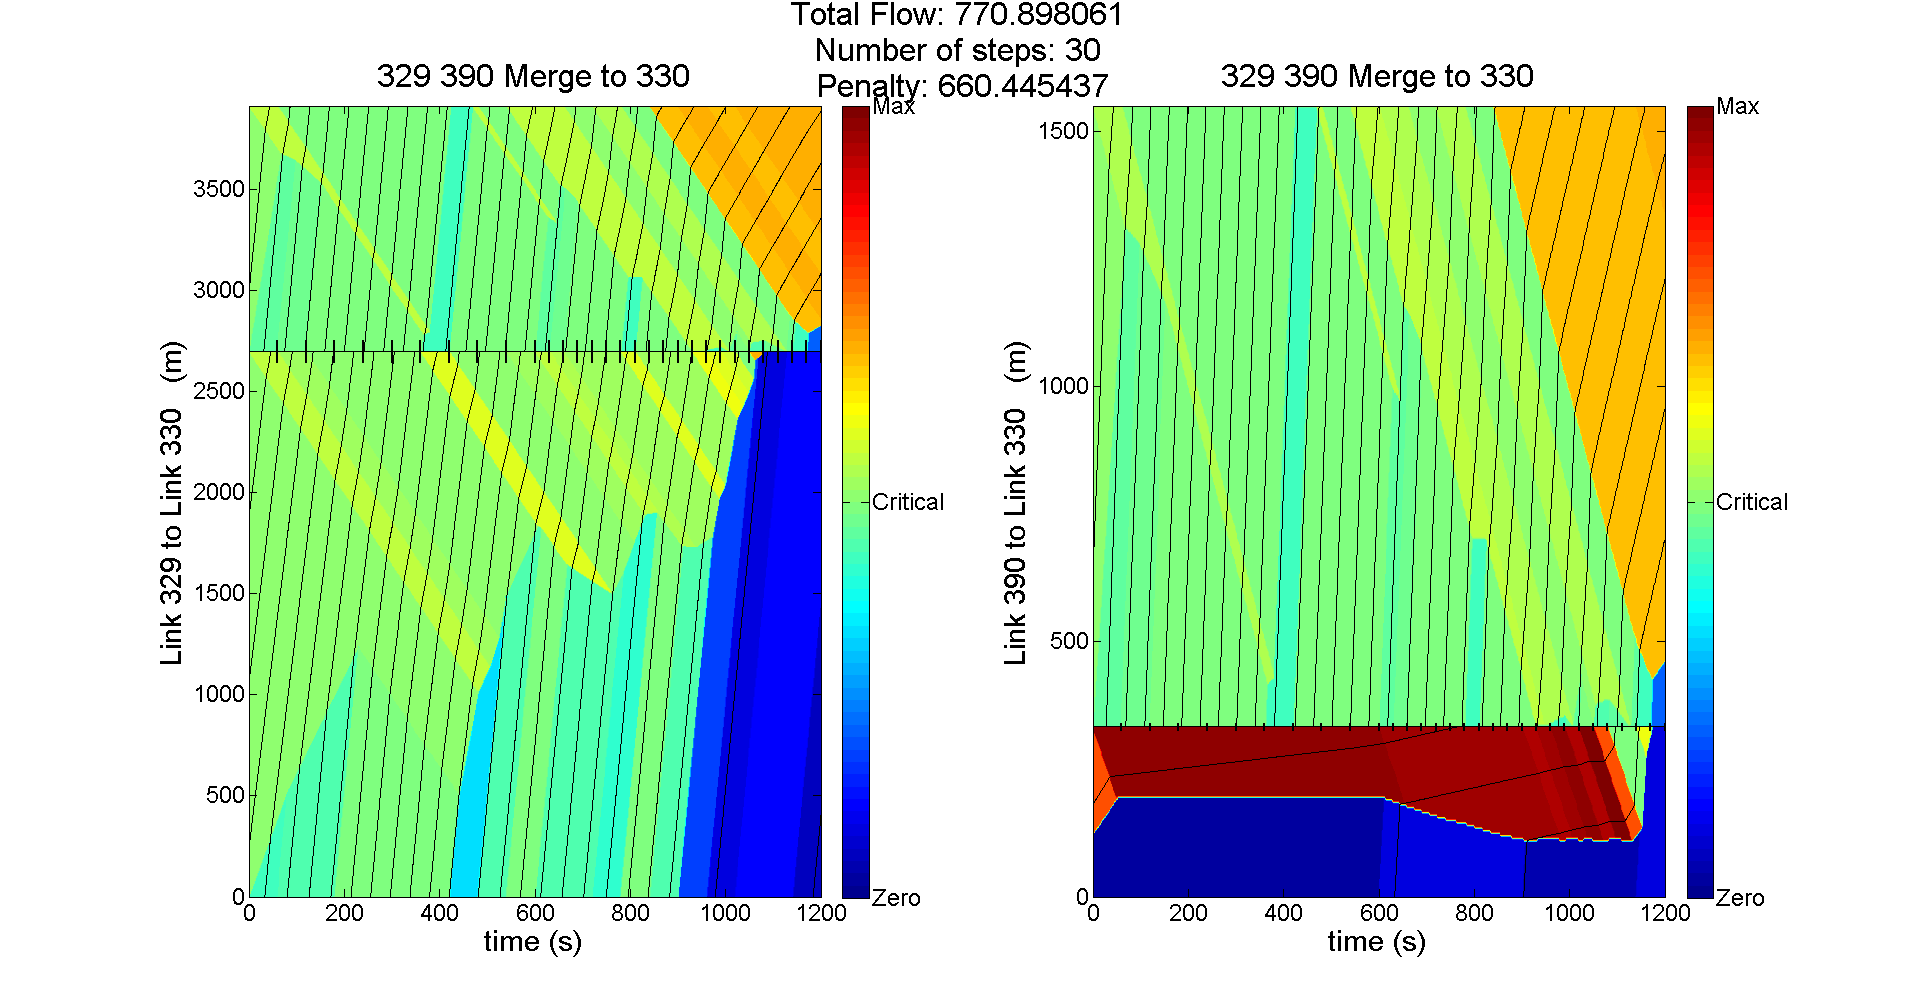 Total Flow: 770.898061
Number of steps: 30
Penalty: 660.445437
329 390 Merge to 330
Link 329 to Link 330 (m)
3500
3000
2500
2000
1500
1000
500
0
0 200 400 600 800 1000 1200
time (s)
Max
Critical
Zero
329 390 Merge to 330
Link 390 to Link 330 (m)
1500
1000
500
0
0 200 400 600 800 1000 1200
time (s)
Max
Critical
Zero